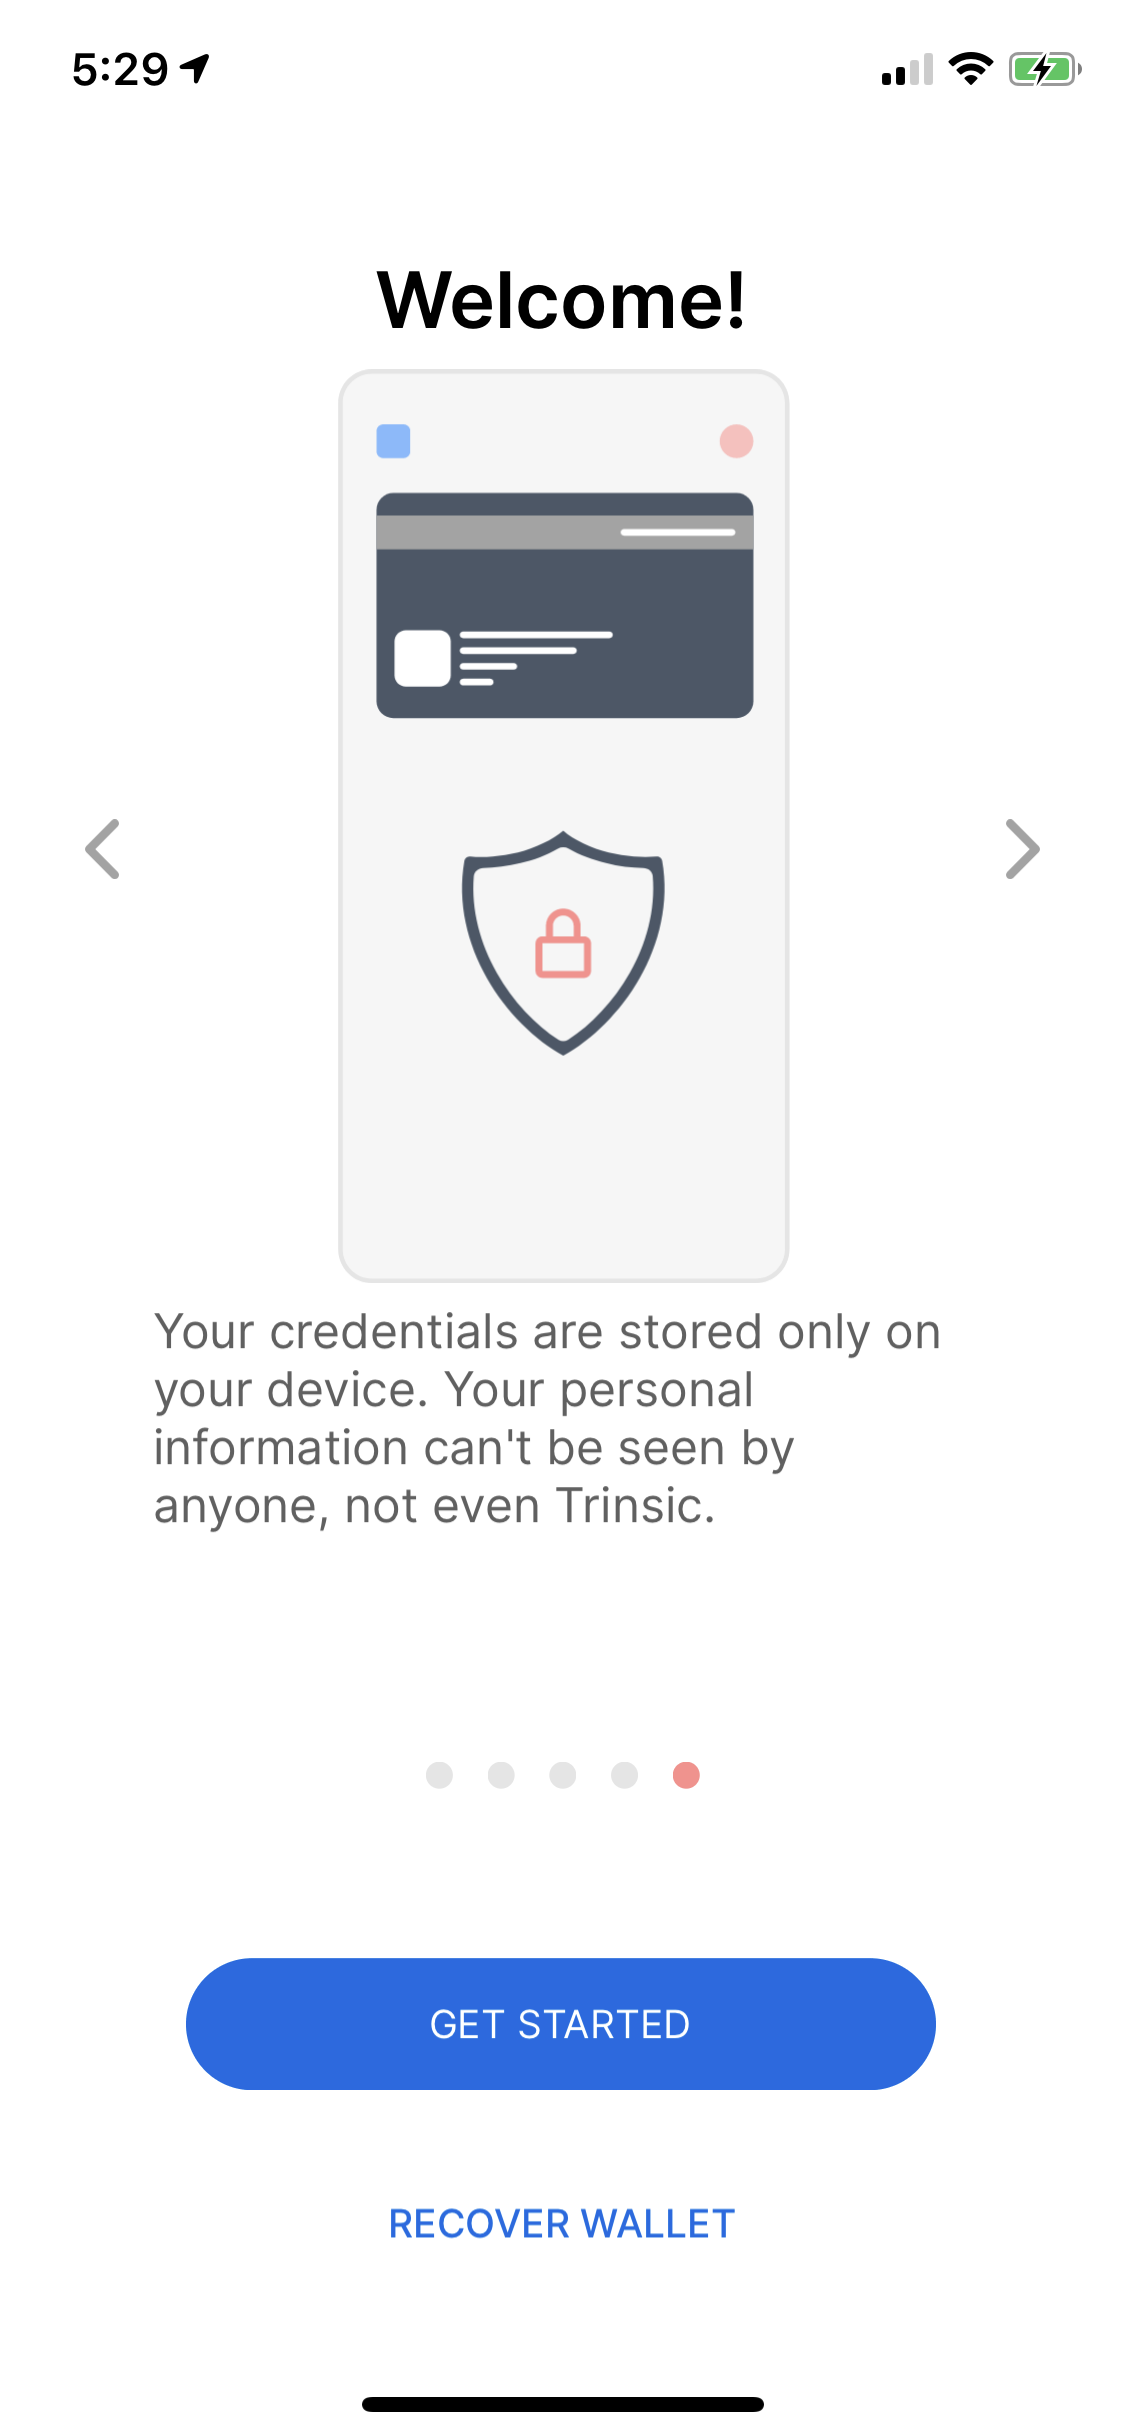 5:29
Welcome!
Your credentials are stored only on
your device. Your personal
information can't be seen by
anyone, not even Trinsic.
GET STARTED
RECOVER WALLET